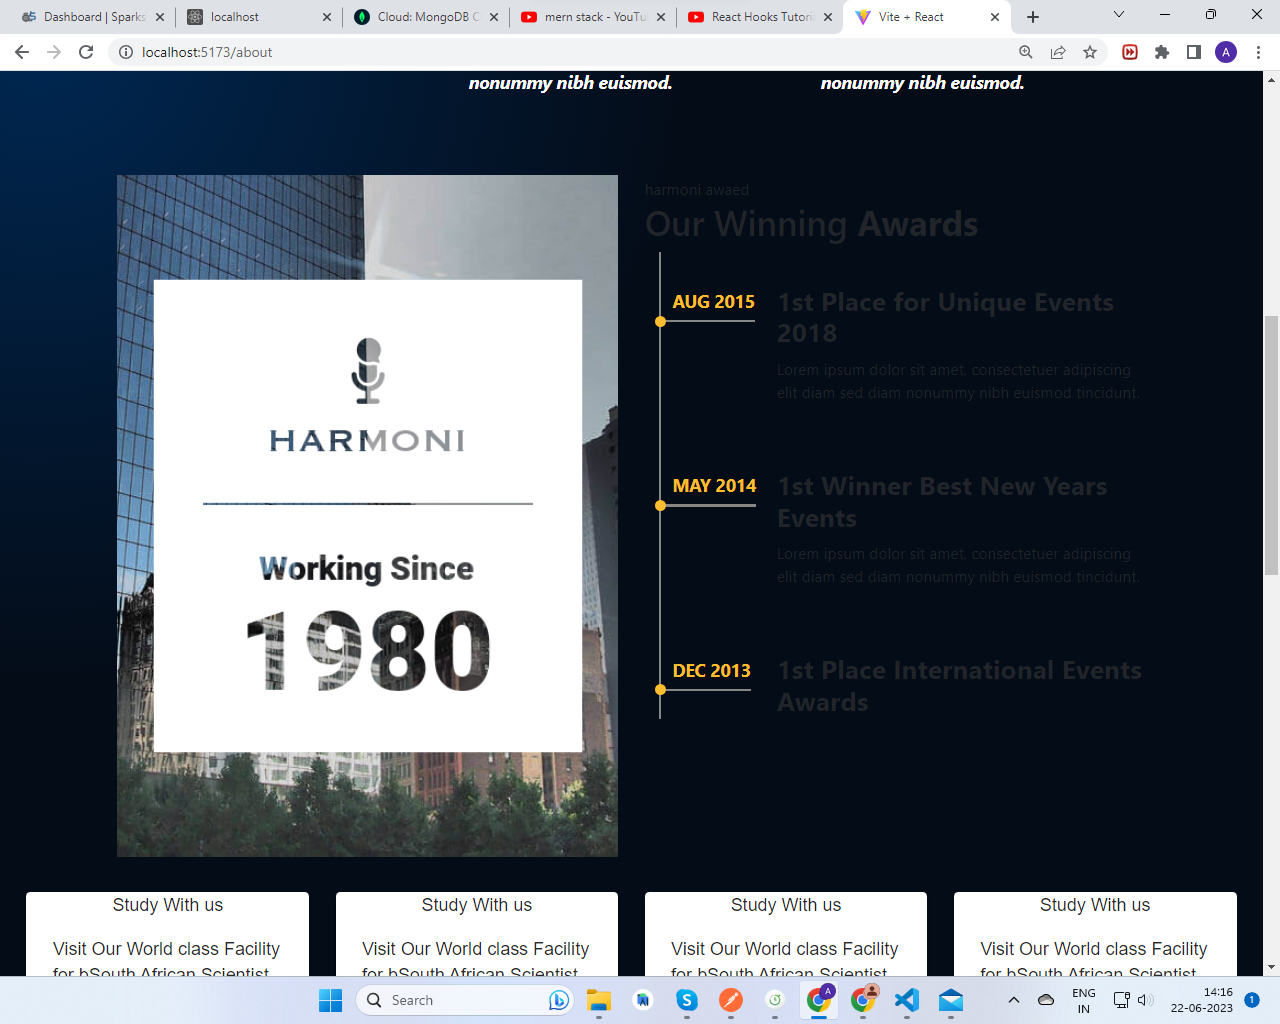 Dashboard | Sparks
localhost
Cloud: MongoDB C
mern stack - YouTu
React Hooks Tutoria
Vite + React
localhost:5173/about
A
nonummy nibh euismod.
nonummy nibh euismod.
HARMONI
Working Since
1980
harmoni awaed
Our Winning Awards
AUG 2015
1st Place for Unique Events
2018
Lorem ipsum dolor sit amet, consectetuer adipiscing
elit diam sed diam nonummy nibh euismod tincidunt.
MAY 2014
1st Winner Best New Years
Events
Lorem ipsum dolor sit amet, consectetuer adipiscing
elit diam sed diam nonummy nibh euismod tincidunt.
DEC 2013
1st Place International Events
Awards
Study With us
Visit Our World class Facility
for bSouth African Scientist
Study With us
Visit Our World class Facility
for bSouth African Scientist
Study With us
Visit Our World class Facility
for bSouth African Scientist
Study With us
Visit Our World class Facility
for bSouth African Scientist
Search
A
ENG
IN
14:16
22-06-2023
1